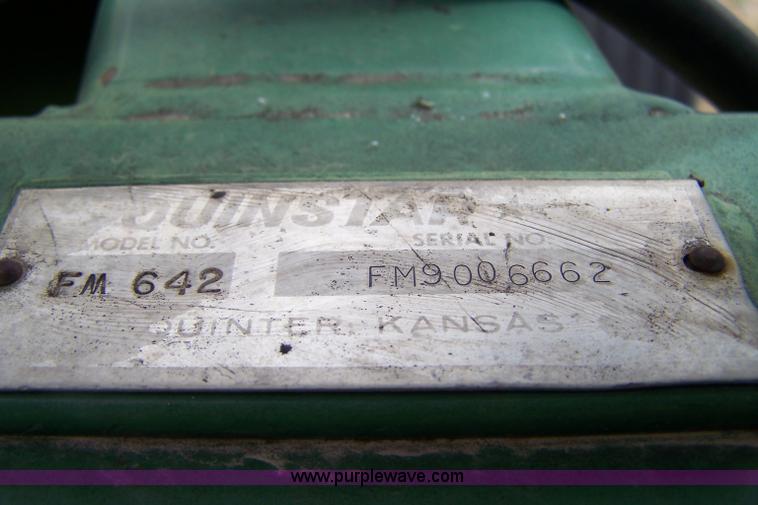 QUINSTAR
MODEL NO. SERIAL NO.
FM 642 FM9006662
QUINTER, KANSAS
www.purplewave.com